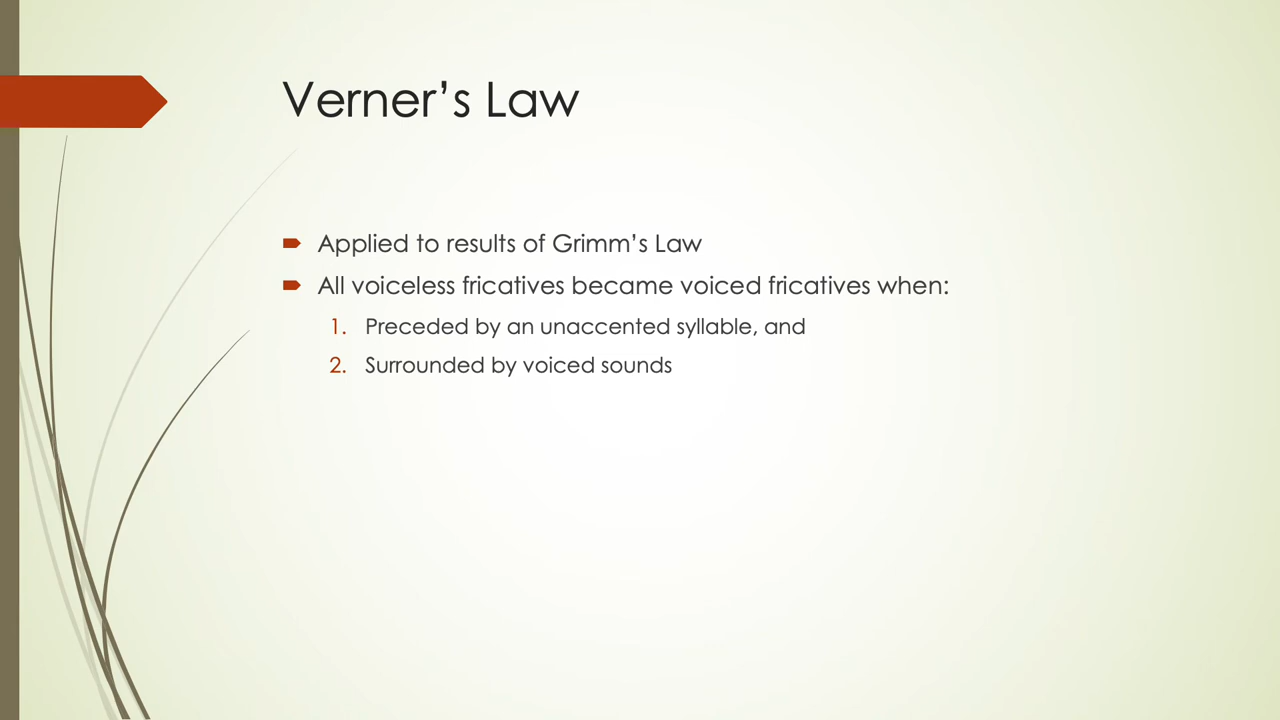 Verner’s Law
Applied to results of Grimm’s Law
All voiceless fricatives became voiced fricatives when:
1. Preceded by an unaccented syllable, and
2. Surrounded by voiced sounds